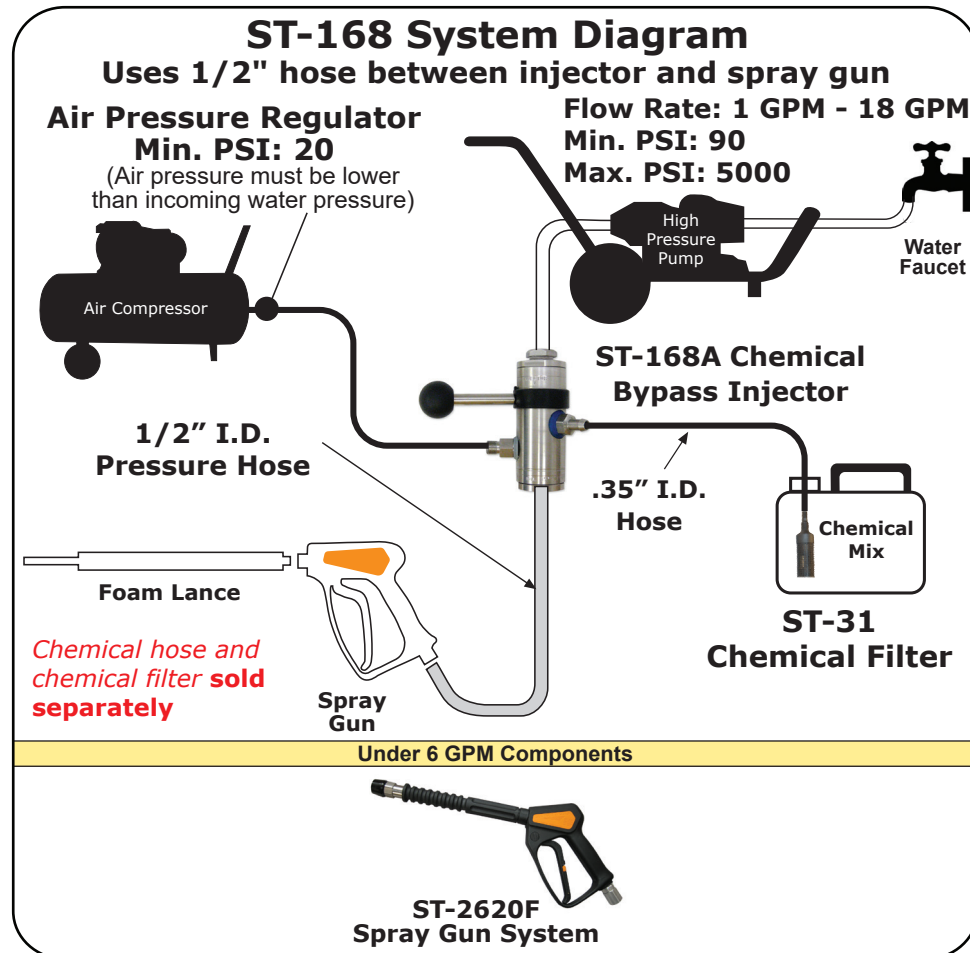 ST-168 System Diagram
Uses 1/2" hose between injector and spray gun
Air Pressure Regulator
Min. PSI: 20
(Air pressure must be lower
than incoming water pressure)
Flow Rate: 1 GPM - 18 GPM
Min. PSI: 90
Max. PSI: 5000
High
Pressure
Pump
Water
Faucet
Air Compressor
ST-168A Chemical
Bypass Injector
1/2” I.D.
Pressure Hose
.35” I.D.
Hose
Chemical
Mix
ST-31
Chemical Filter
Foam Lance
Chemical hose and
chemical filter sold
separately
Spray
Gun
Under 6 GPM Components
ST-2620F
Spray Gun System